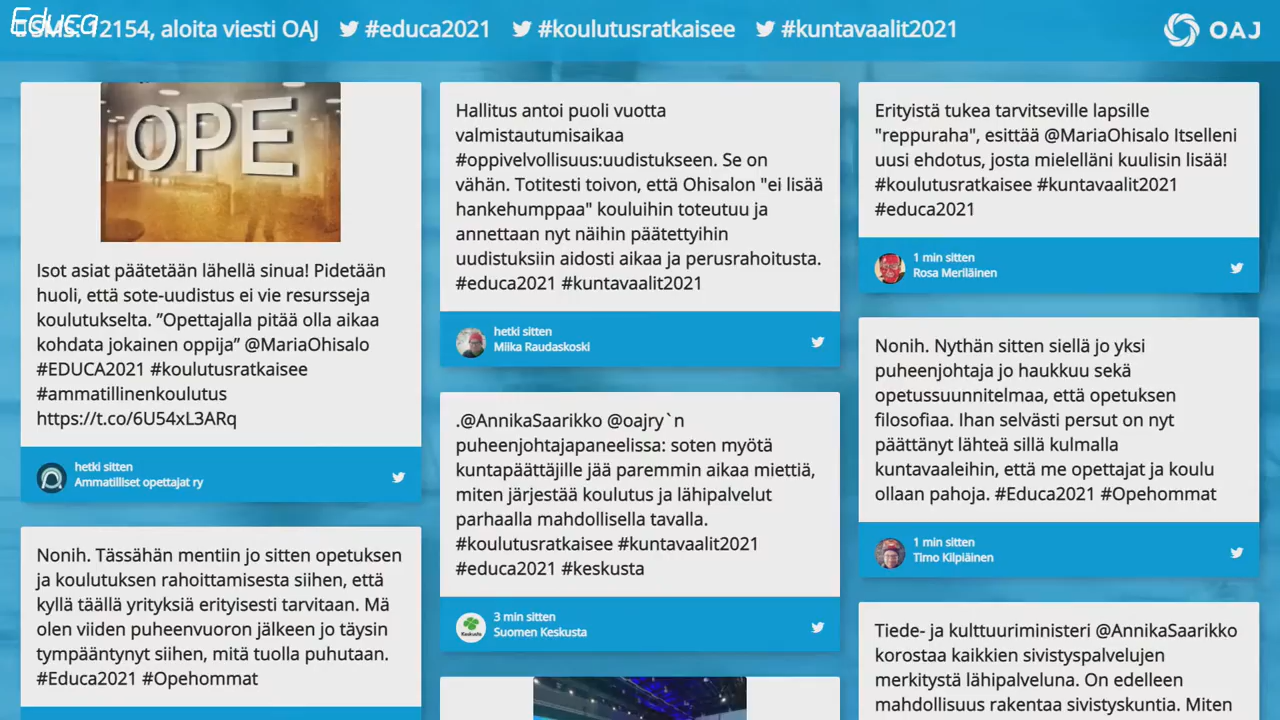 Educa
SMS: 12154, aloita viesti OAJ
#educa2021
#koulutusratkaisee
#kuntavaalit2021
OAJ
OPE
Isot asiat päätetään lähellä sinua! Pidetään
huoli, että sote-uudistus ei vie resursseja
koulutukselta. ”Opettajalla pitää olla aikaa
kohdata jokainen oppija” @MariaOhisalo
#EDUCA2021 #koulutusratkaisee
#ammatillinenkoulutus
https://t.co/6U54xL3ARq
hetki sitten
Ammatilliset opettajat ry
Nonih. Tässähän mentiin jo sitten opetuksen
ja koulutuksen rahoittamisesta siihen, että
kyllä täällä yrityksiä erityisesti tarvitaan. Mä
olen viiden puheenvuoron jälkeen jo täysin
tympääntynyt siihen, mitä tuolla puhutaan.
#Educa2021 #Opehommat
Hallitus antoi puoli vuotta
valmistautumisaikaa
#oppivelvollisuus:uudistukseen. Se on
vähän. Totitesti toivon, että Ohisalon "ei lisää
hankehumppaa" kouluihin toteutuu ja
annettaan nyt näihin päätettyihin
uudistuksiin aidosti aikaa ja perusrahoitusta.
#educa2021 #kuntavaalit2021
hetki sitten
Miika Raudaskoski
.@AnnikaSaarikko @oajry`n
puheenjohtajapaneelissa: soten myötä
kuntapäättäjille jää paremmin aikaa miettiä,
miten järjestää koulutus ja lähipalvelut
parhaalla mahdollisella tavalla.
#koulutusratkaisee #kuntavaalit2021
#educa2021 #keskusta
Keskusta
3 min sitten
Suomen Keskusta
Erityistä tukea tarvitseville lapsille
"reppuraha", esittää @MariaOhisalo Itselleni
uusi ehdotus, josta mielelläni kuulisin lisää!
#koulutusratkaisee #kuntavaalit2021
#educa2021
1 min sitten
Rosa Meriläinen
Nonih. Nythän sitten siellä jo yksi
puheenjohtaja jo haukkuu sekä
opetussuunnitelmaa, että opetuksen
filosofiaa. Ihan selvästi persut on nyt
päättänyt lähteä sillä kulmalla
kuntavaaleihin, että me opettajat ja koulu
ollaan pahoja. #Educa2021 #Opehommat
1 min sitten
Timo Kilpiäinen
Tiede- ja kulttuuriministeri @AnnikaSaarikko
korostaa kaikkien sivistyspalvelujen
merkitystä lähipalveluna. On edelleen
mahdollisuus rakentaa sivistyskuntia. Miten